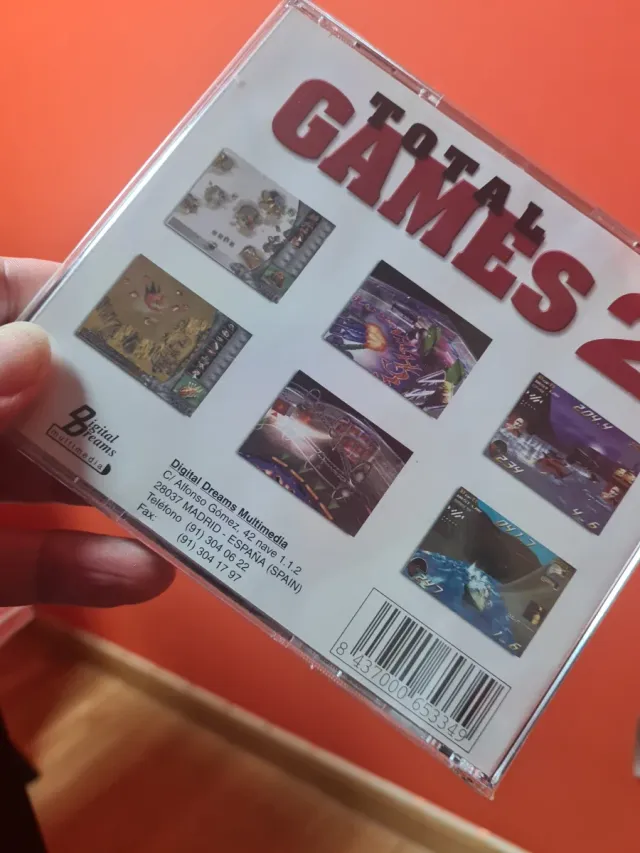 TOTAL
GAMES 2
Digital
Dreams
multimedia
Digital Dreams Multimedia
C/ Alfonso Gómez, 42 nave 1.1.2
28037 MADRID - ESPAÑA (SPAIN)
Teléfono (91) 304 06 22
Fax: (91) 304 17 97
8 437000 653349